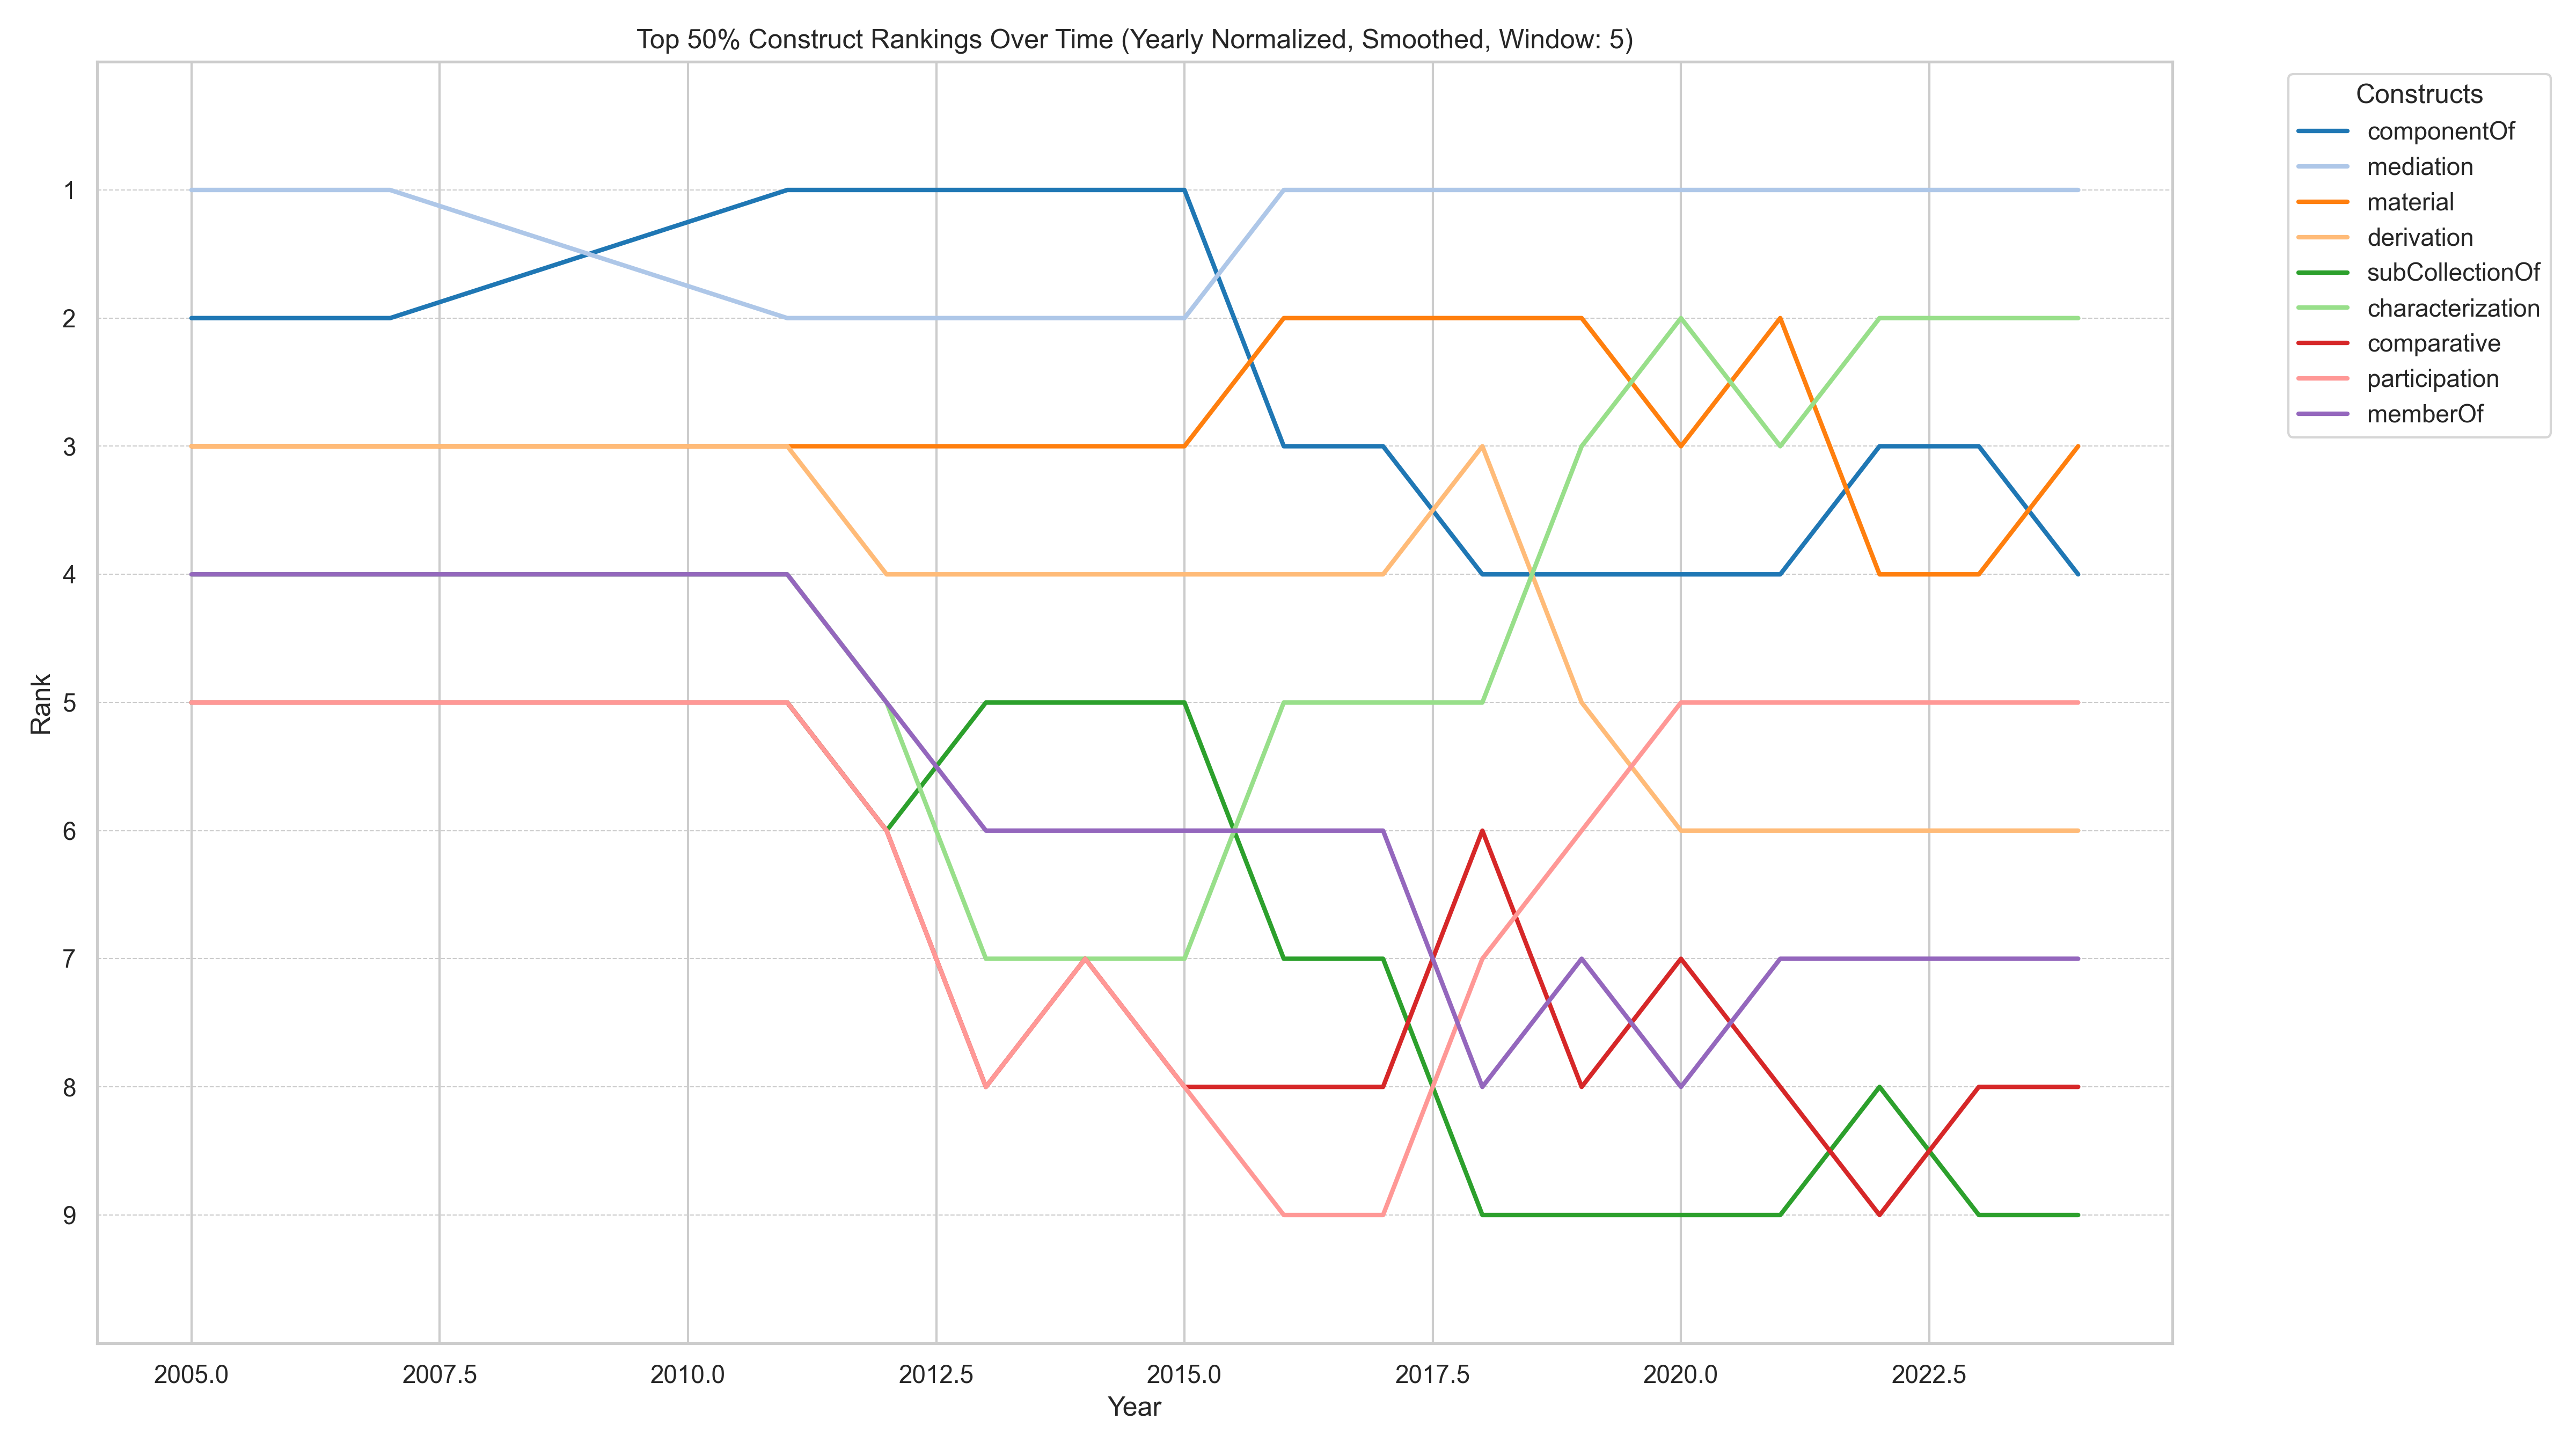 Top 50% Construct Rankings Over Time (Yearly Normalized, Smoothed, Window: 5)
Constructs
componentOf
mediation
material
derivation
subCollectionOf
characterization
comparative
participation
memberOf
Rank
1
2
3
4
5
6
7
8
9
2005.0 2007.5 2010.0 2012.5 2015.0 2017.5 2020.0 2022.5
Year